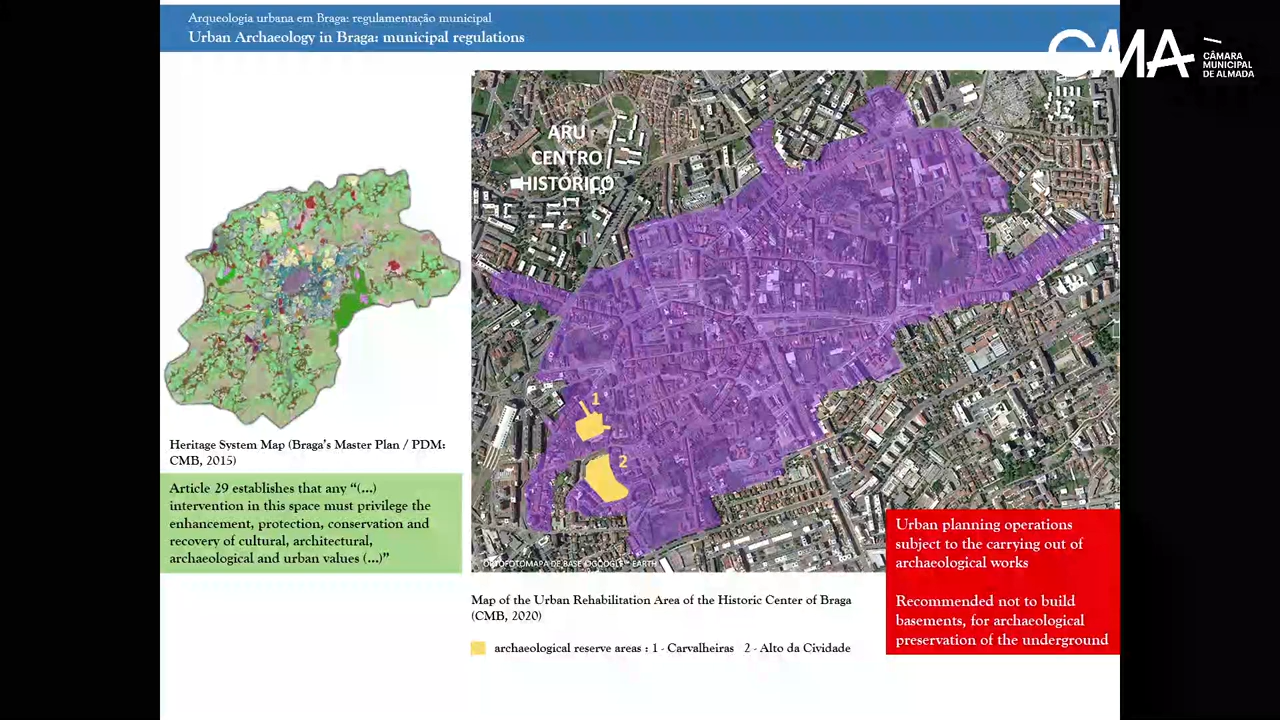 Arqueologia urbana em Braga: regulamentação municipal
Urban Archaeology in Braga: municipal regulations
CMA
CÂMARA
MUNICIPAL
DE ALMADA
ARU
CENTRO
HISTÓRICO
1
2
ORTOFOTOMAPA DE BASE ©GOOGLE™ EARTH
Heritage System Map (Braga's Master Plan / PDM:
CMB, 2015)
Article 29 establishes that any “(...)
intervention in this space must privilege the
enhancement, protection, conservation and
recovery of cultural, architectural,
archaeological and urban values (...)”
Map of the Urban Rehabilitation Area of the Historic Center of Braga
(CMB, 2020)
archaeological reserve areas : 1 - Carvalheiras 2 - Alto da Cividade
Urban planning operations
subject to the carrying out of
archaeological works
Recommended not to build
basements, for archaeological
preservation of the underground